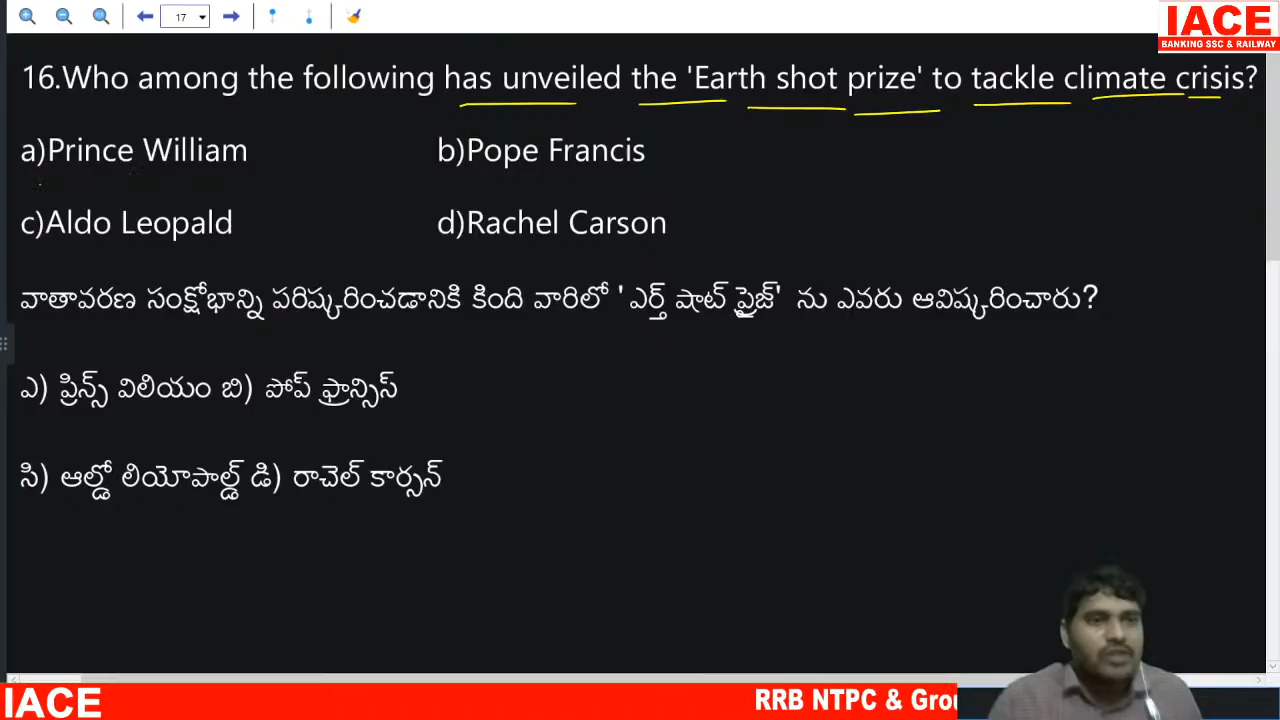 17
IACE
BANKING SSC & RAILWAY
16.Who among the following has unveiled the 'Earth shot prize' to tackle climate crisis?
a)Prince William b)Pope Francis
c)Aldo Leopald d)Rachel Carson
వాతావరణ సంక్షోభాన్ని పరిష్కరించడానికి కింది వారిలో ' ఎర్త్ షాట్ ప్రైజ్' ను ఎవరు ఆవిష్కరించారు?
ఎ) ప్రిన్స్ విలియం బి) పోప్ ఫ్రాన్సిస్
సి) ఆల్డో లియోపాల్డ్ డి) రాచెల్ కార్సన్
IACE RRB NTPC & Grou